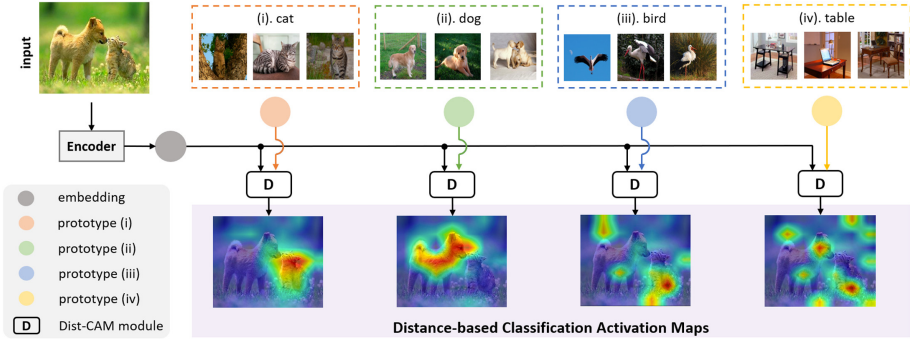 input
(i). cat
(ii). dog
(iii). bird
(iv). table
Encoder
D
D
D
D
embedding
prototype (i)
prototype (ii)
prototype (iii)
prototype (iv)
D
Dist-CAM module
Distance-based Classification Activation Maps